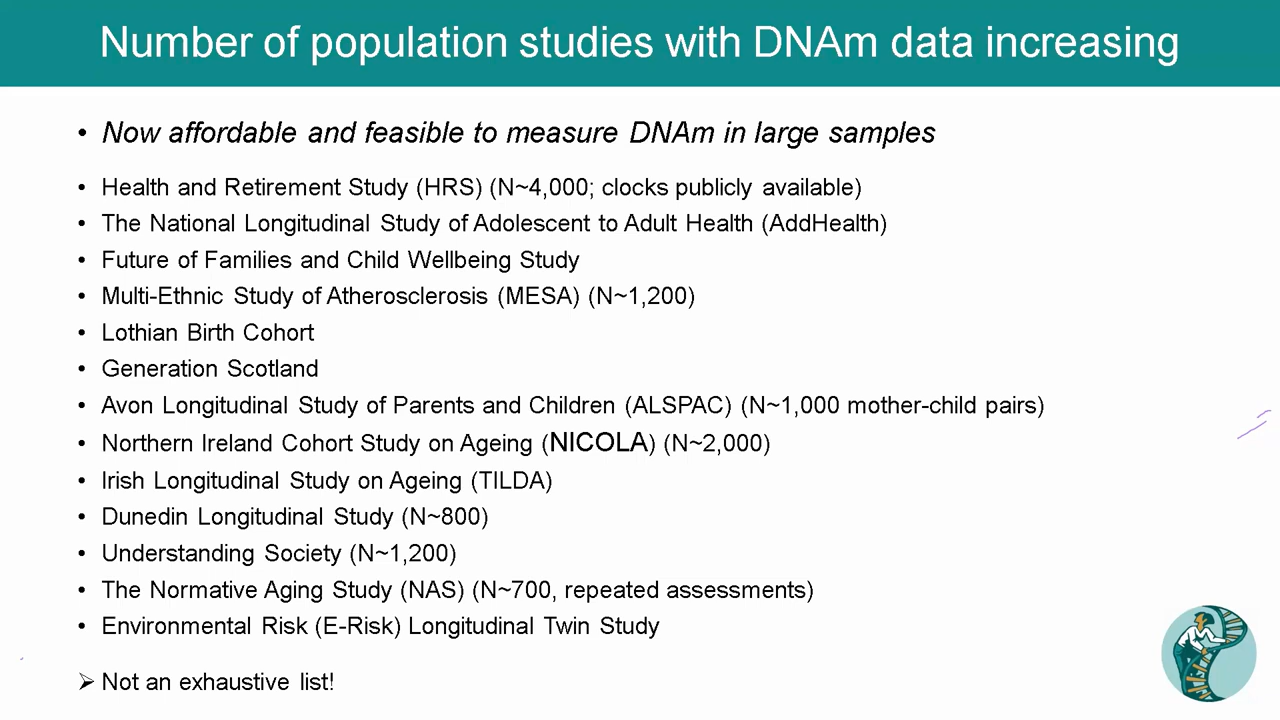 Number of population studies with DNAm data increasing
• Now affordable and feasible to measure DNAm in large samples
• Health and Retirement Study (HRS) (N~4,000; clocks publicly available)
• The National Longitudinal Study of Adolescent to Adult Health (AddHealth)
• Future of Families and Child Wellbeing Study
• Multi-Ethnic Study of Atherosclerosis (MESA) (N~1,200)
• Lothian Birth Cohort
• Generation Scotland
• Avon Longitudinal Study of Parents and Children (ALSPAC) (N~1,000 mother-child pairs)
• Northern Ireland Cohort Study on Ageing (NICOLA) (N~2,000)
• Irish Longitudinal Study on Ageing (TILDA)
• Dunedin Longitudinal Study (N~800)
• Understanding Society (N~1,200)
• The Normative Aging Study (NAS) (N~700, repeated assessments)
• Environmental Risk (E-Risk) Longitudinal Twin Study
➢ Not an exhaustive list!